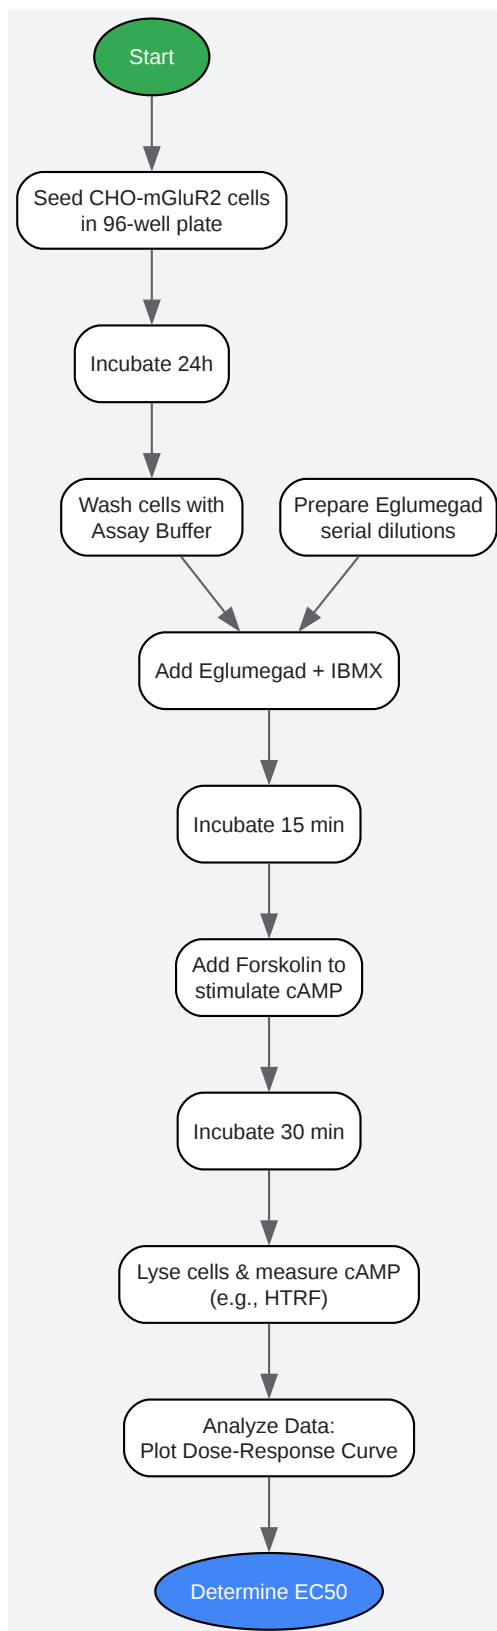 Start
Seed CHO-mGluR2 cells
in 96-well plate
Incubate 24h
Wash cells with
Assay Buffer
Prepare Eglumegad
serial dilutions
Add Eglumegad + IBMX
Incubate 15 min
Add Forskolin to
stimulate cAMP
Incubate 30 min
Lyse cells & measure cAMP
(e.g., HTRF)
Analyze Data:
Plot Dose-Response Curve
Determine EC50